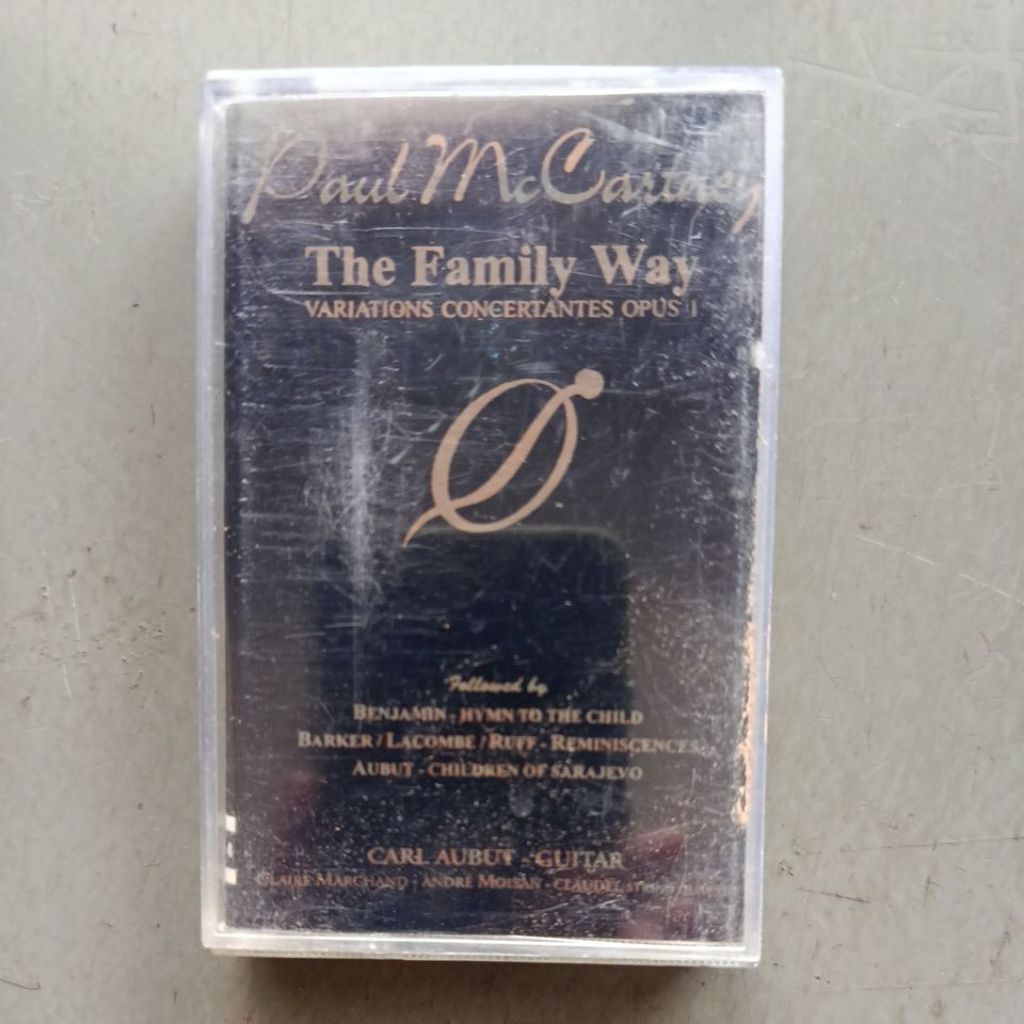 Paul McCartney
The Family Way
VARIATIONS CONCERTANTES OPUS 1
Followed by
BENJAMIN - HYMN TO THE CHILD
BARKER / LACOMBE / RUFF - REMINISCENCES
AUBUT - CHILDREN OF SARAJEVO
CARL AUBUT - GUITAR
CLAIRE MARCHAND - ANDRÉ MOISAN - CLAUDEL